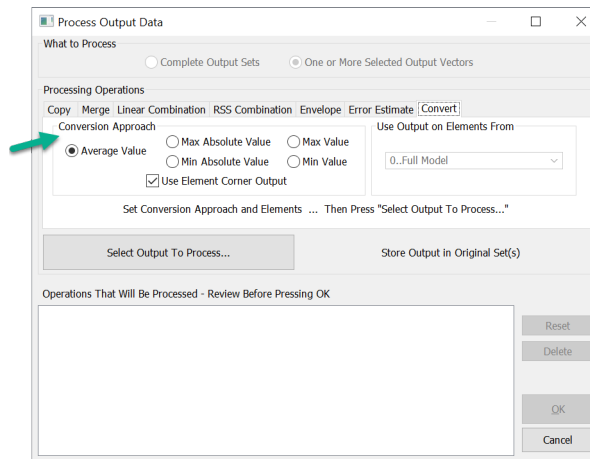 Process Output Data
What to Process
Complete Output Sets One or More Selected Output Vectors
Processing Operations
Copy Merge Linear Combination RSS Combination Envelope Error Estimate Convert
Conversion Approach Use Output on Elements From
Average Value Max Absolute Value Max Value
Min Absolute Value Min Value 0..Full Model
Use Element Corner Output
Set Conversion Approach and Elements ... Then Press "Select Output To Process..."
Select Output To Process... Store Output in Original Set(s)
Operations That Will Be Processed - Review Before Pressing OK
Reset
Delete
OK
Cancel